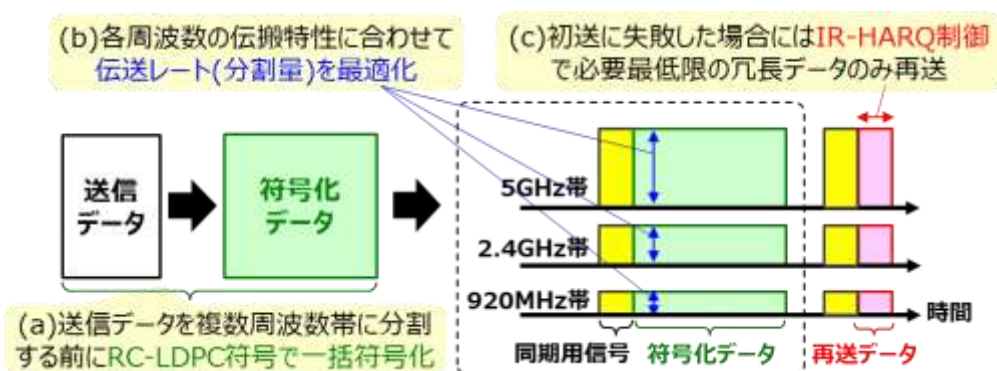 (b)各周波数の伝搬特性に合わせて
伝送レート(分割量)を最適化
(c)初送に失敗した場合にはIR-HARQ制御
で必要最低限の冗長データのみ再送
送信
データ
符号化
データ
5GHz帯
2.4GHz帯
920MHz帯
時間
同期用信号
符号化データ
再送データ
(a)送信データを複数周波数帯に分割
する前にRC-LDPC符号で一括符号化